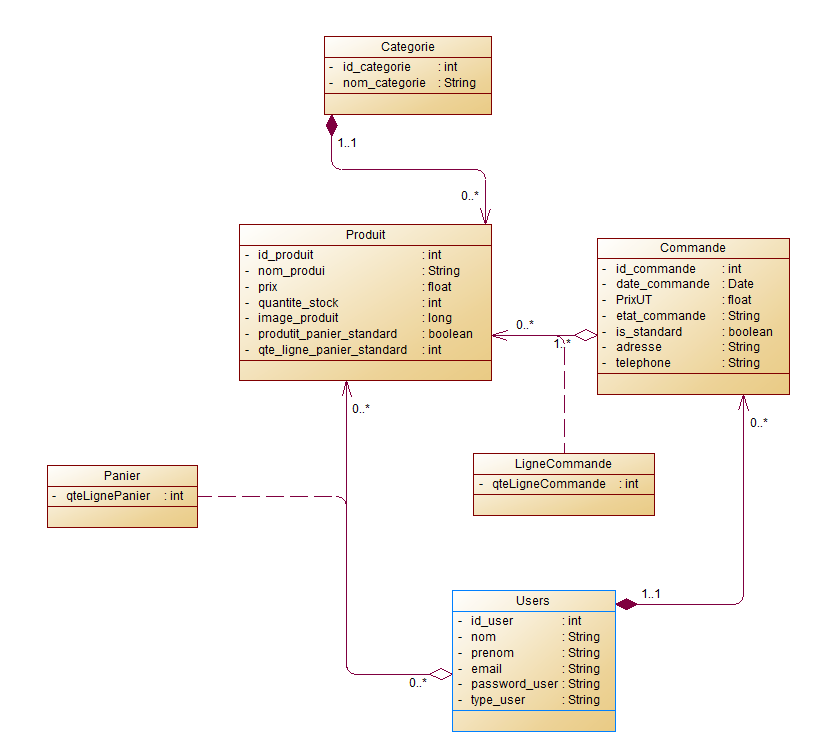 Categorie
- id_categorie : int
- nom_categorie : String
1..1
0..*
Produit
- id_produit : int
- nom_produi : String
- prix : float
- quantite_stock : int
- image_produit : long
- produtit_panier_standard : boolean
- qte_ligne_panier_standard : int
Commande
- id_commande : int
- date_commande : Date
- PrixUT : float
- etat_commande : String
- is_standard : boolean
- adresse : String
- telephone : String
0..*
1..*
0..*
0..*
Panier
- qteLignePanier : int
LigneCommande
- qteLigneCommande : int
Users
- id_user : int
- nom : String
- prenom : String
- email : String
- password_user : String
- type_user : String
1..1
0..*